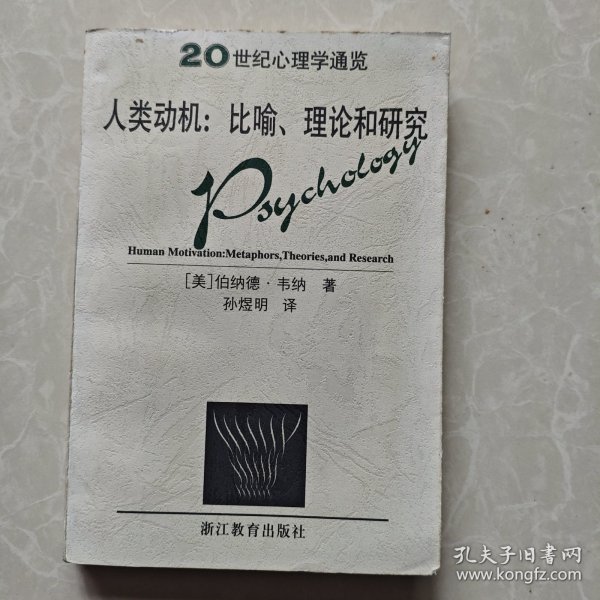 20世纪心理学通览
人类动机：比喻、理论和研究
Psychology
Human Motivation:Metaphors,Theories,and Research
[美]伯纳德·韦纳 著
孙煜明 译
浙江教育出版社
孔夫子旧书网
www.kongfz.com